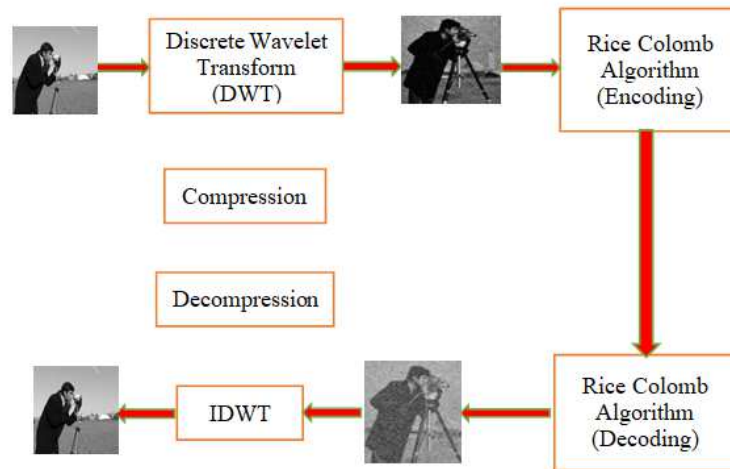 Discrete Wavelet
Transform
(DWT)
Rice Colomb
Algorithm
(Encoding)
Compression
Decompression
IDWT
Rice Colomb
Algorithm
(Decoding)